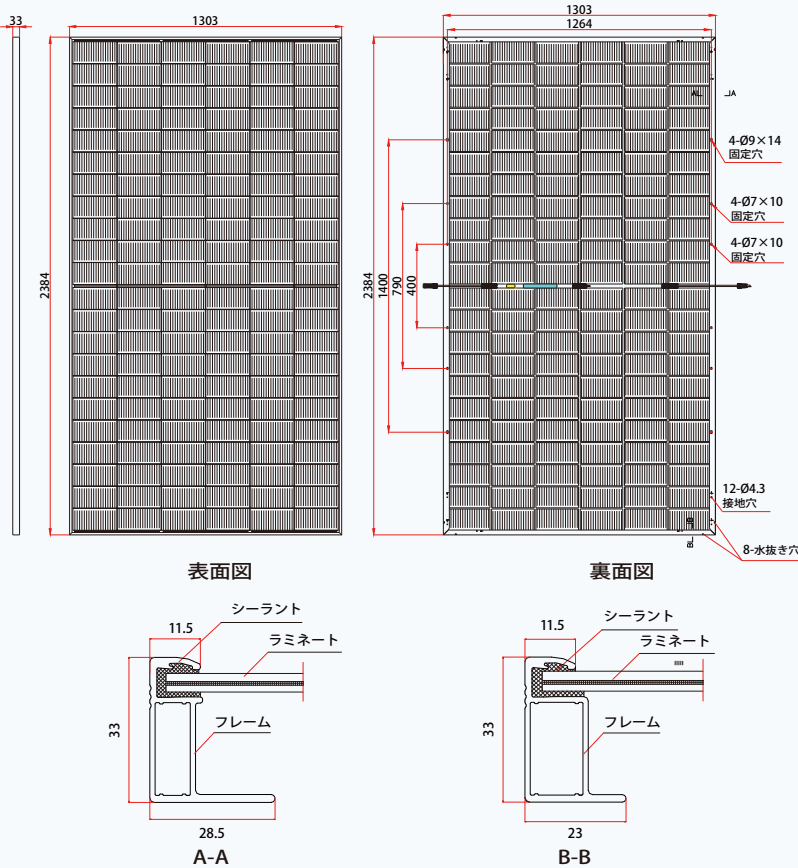 33
1303
2384
表面図
1303
1264
2384
1400
790
400
A
JA
4-Ø9×14
固定穴
4-Ø7×10
固定穴
4-Ø7×10
固定穴
12-Ø4.3
接地穴
8-水抜き穴
B
B
裏面図
11.5
シーラント
ラミネート
フレーム
33
28.5
A-A
11.5
シーラント
ラミネート
フレーム
33
23
B-B